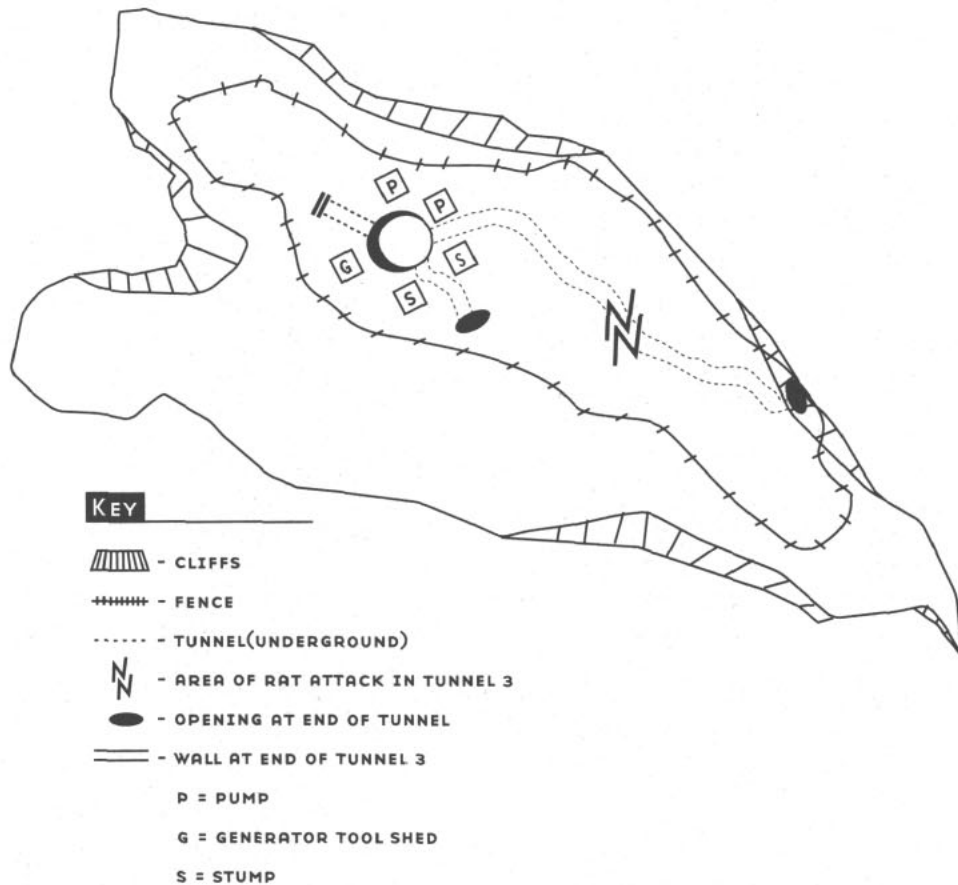 P
P
S
G
S
KEY
- CLIFFS
- FENCE
- TUNNEL(UNDERGROUND)
- AREA OF RAT ATTACK IN TUNNEL 3
- OPENING AT END OF TUNNEL
- WALL AT END OF TUNNEL 3
P = PUMP
G = GENERATOR TOOL SHED
S = STUMP